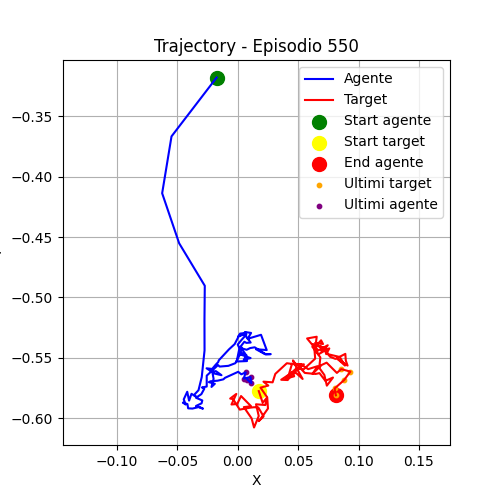 Trajectory - Episodio 550
Agente
Target
Start agente
Start target
End agente
Ultimi target
Ultimi agente
−0.35
−0.40
−0.45
−0.50
−0.55
−0.60
−0.10
−0.05
0.00
0.05
0.10
0.15
X